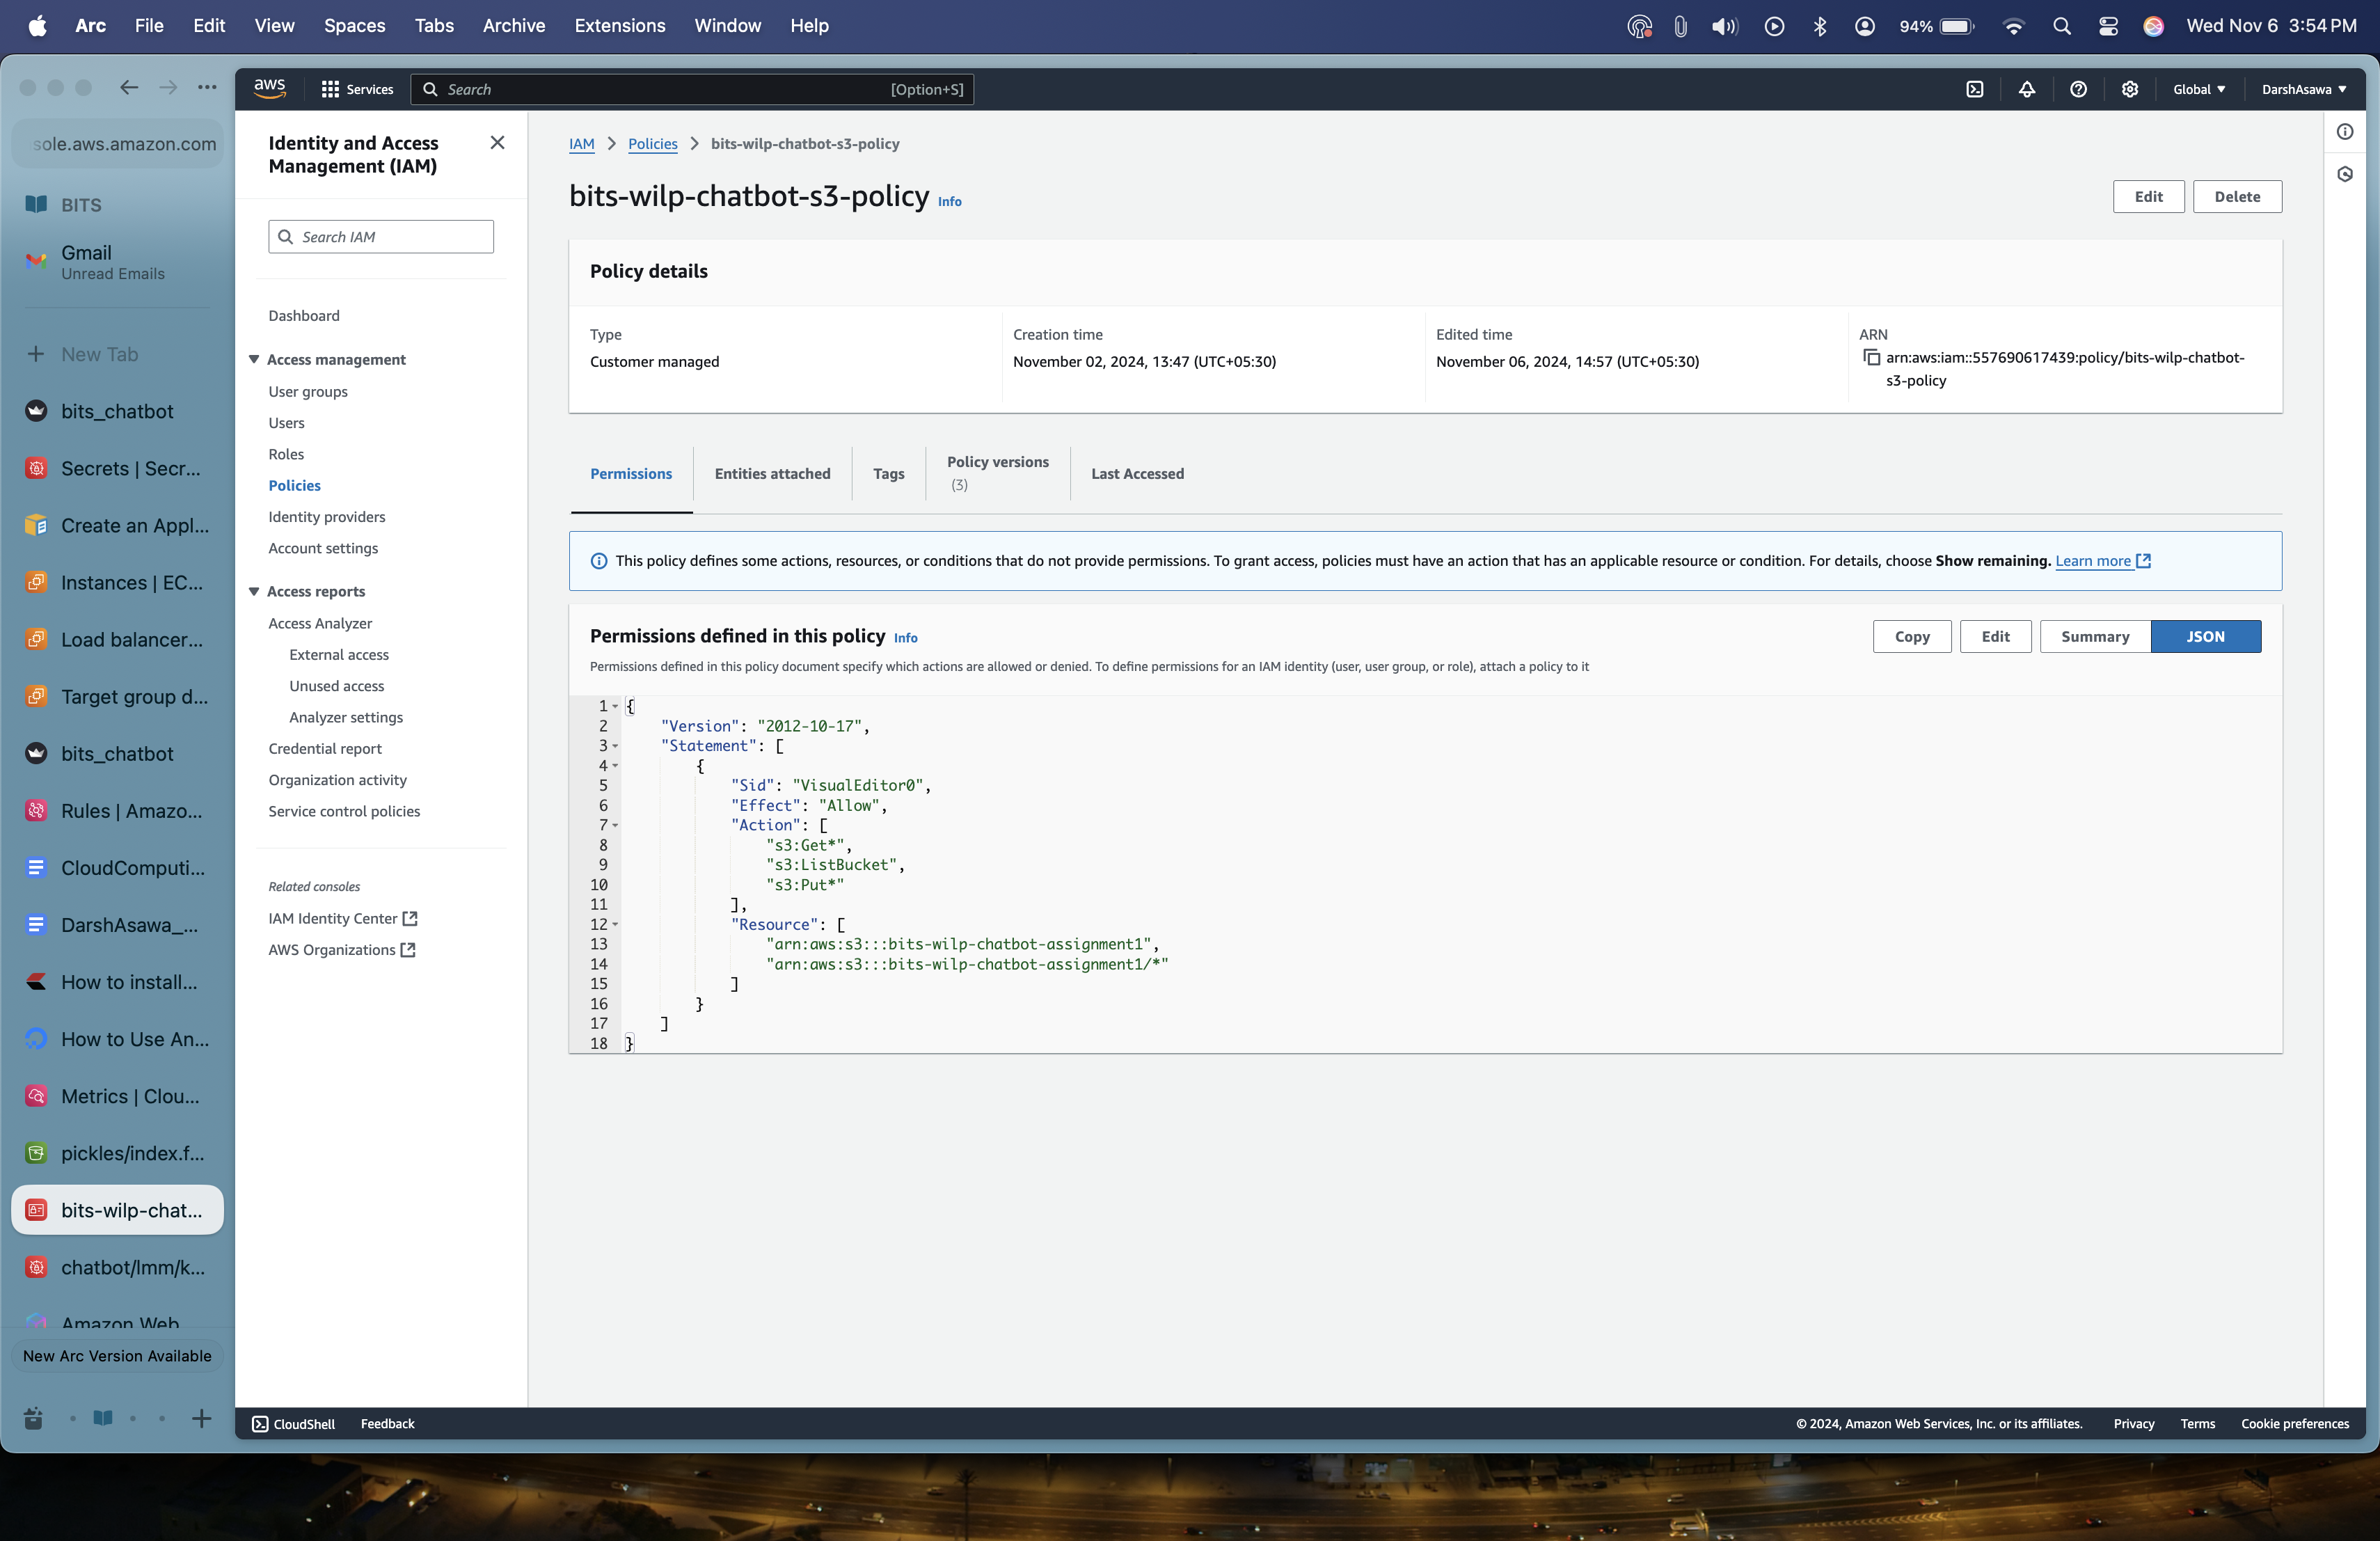 Arc File Edit View Spaces Tabs Archive Extensions Window Help 94% Wed Nov 6 3:54 PM
sole.aws.amazon.com
BITS
Gmail
Unread Emails
New Tab
bits_chatbot
Secrets | Secr...
Create an Appl...
Instances | EC...
Load balancer...
Target group d...
bits_chatbot
Rules | Amazo...
CloudComputi...
DarshAsawa_...
How to install...
How to Use An...
Metrics | Clou...
pickles/index.f...
bits-wilp-chat...
chatbot/lmm/k...
Amazon Web
New Arc Version Available
aws Services Search [Option+S] Global DarshAsawa
Identity and Access
Management (IAM)
Search IAM
Dashboard
Access management
User groups
Users
Roles
Policies
Identity providers
Account settings
Access reports
Access Analyzer
External access
Unused access
Analyzer settings
Credential report
Organization activity
Service control policies
Related consoles
IAM Identity Center
AWS Organizations
IAM > Policies > bits-wilp-chatbot-s3-policy
bits-wilp-chatbot-s3-policy Info
Edit Delete
Policy details
Type
Customer managed
Creation time
November 02, 2024, 13:47 (UTC+05:30)
Edited time
November 06, 2024, 14:57 (UTC+05:30)
ARN
arn:aws:iam::557690617439:policy/bits-wilp-chatbot-
s3-policy
Permissions Entities attached Tags Policy versions (3) Last Accessed
This policy defines some actions, resources, or conditions that do not provide permissions. To grant access, policies must have an action that has an applicable resource or condition. For details, choose Show remaining. Learn more
Permissions defined in this policy Info
Copy Edit Summary JSON
Permissions defined in this policy document specify which actions are allowed or denied. To define permissions for an IAM identity (user, user group, or role), attach a policy to it
1 {
2 "Version": "2012-10-17",
3 "Statement": [
4 {
5 "Sid": "VisualEditor0",
6 "Effect": "Allow",
7 "Action": [
8 "s3:Get*",
9 "s3:ListBucket",
10 "s3:Put*"
11 ],
12 "Resource": [
13 "arn:aws:s3:::bits-wilp-chatbot-assignment1",
14 "arn:aws:s3:::bits-wilp-chatbot-assignment1/*"
15 ]
16 }
17 ]
18 }
CloudShell Feedback © 2024, Amazon Web Services, Inc. or its affiliates. Privacy Terms Cookie preferences